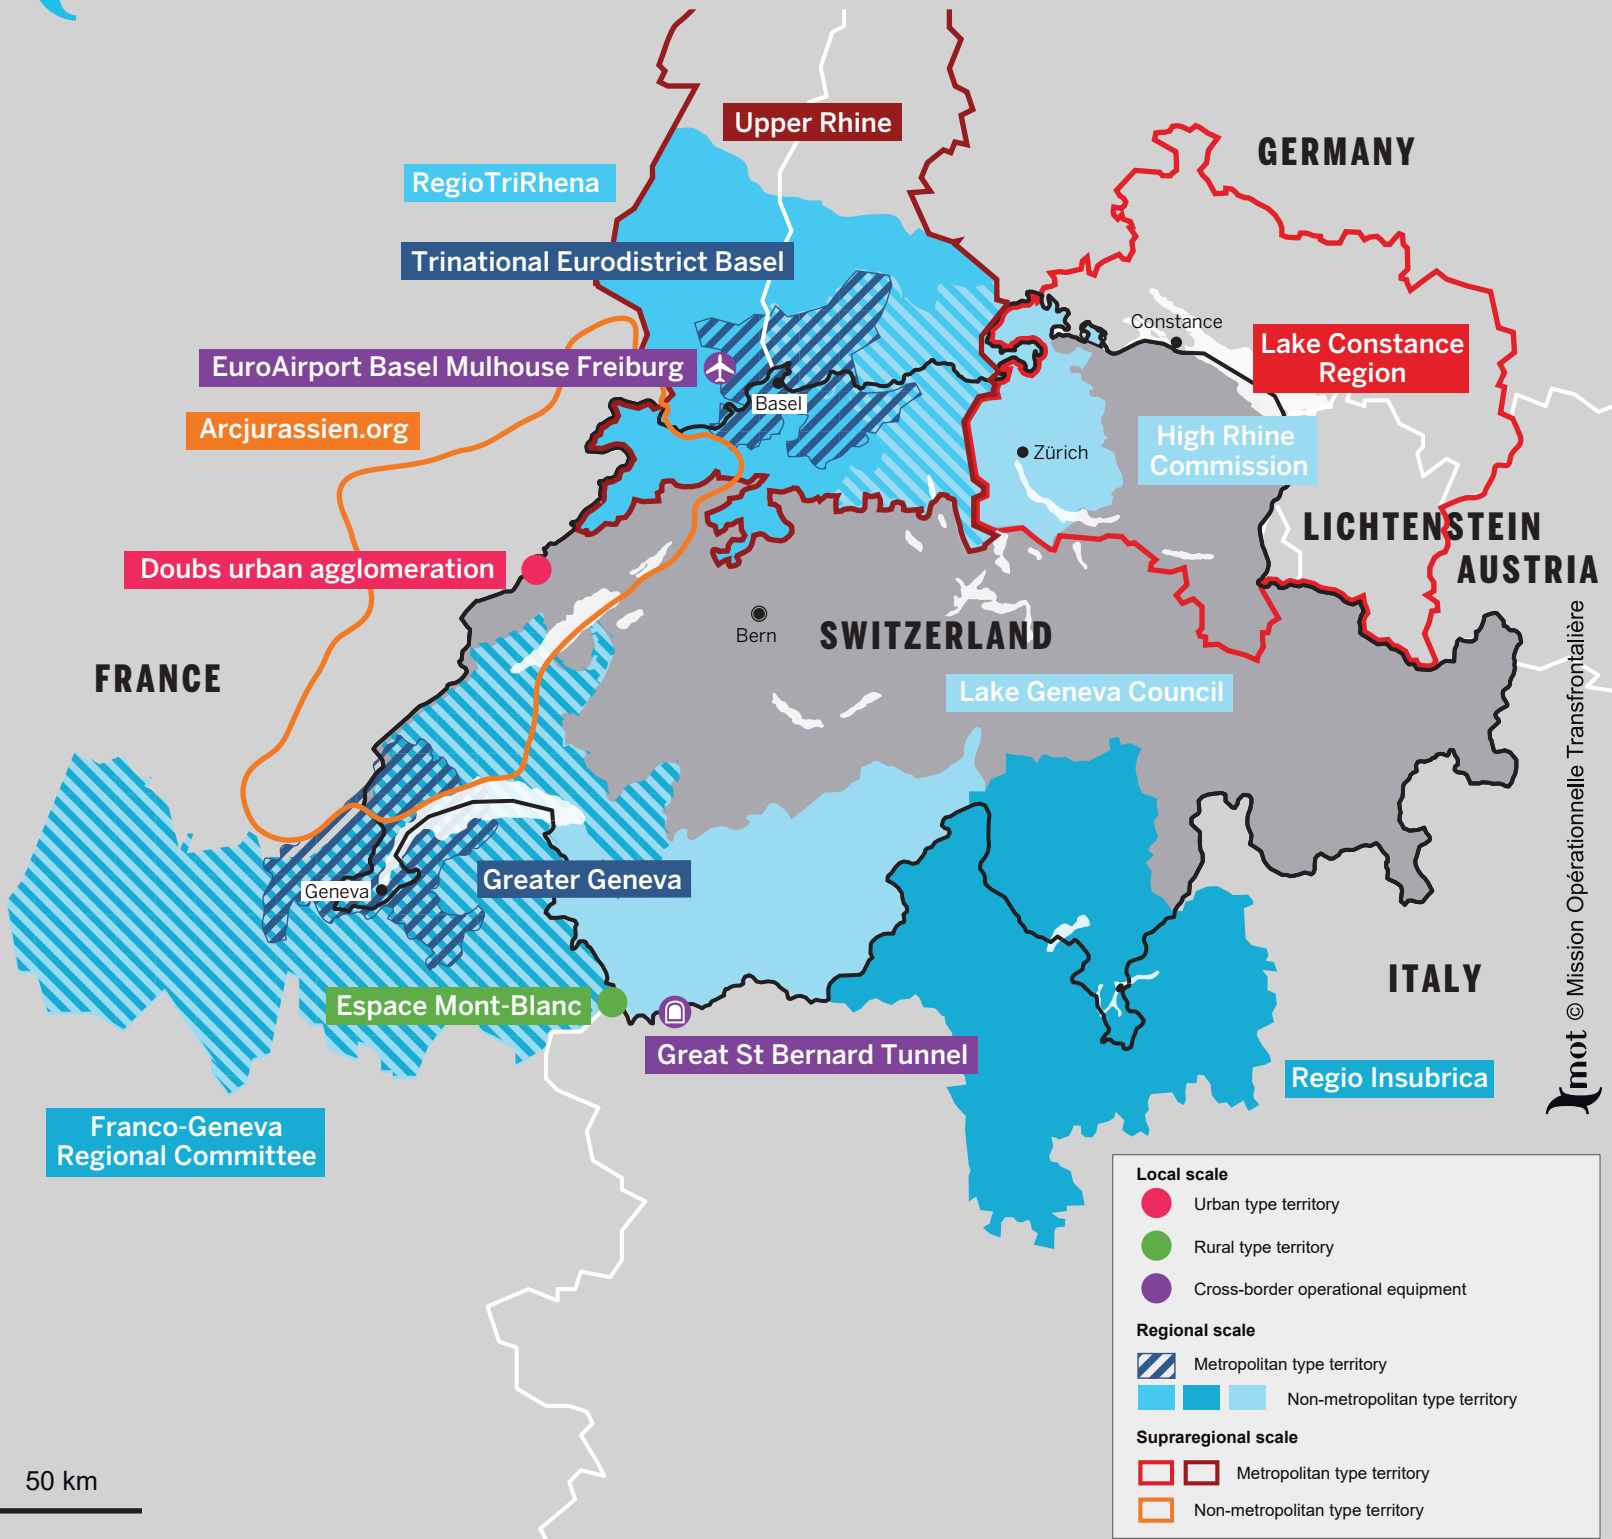 Upper Rhine
GERMANY
RegioTriRhena
Trinational Eurodistrict Basel
Constance
Lake Constance
Region
EuroAirport Basel Mulhouse Freiburg
Basel
Arcjurassien.org
High Rhine
Commission
Zürich
LICHTENSTEIN
AUSTRIA
Doubs urban agglomeration
Bern
SWITZERLAND
FRANCE
Lake Geneva Council
Greater Geneva
Geneva
ITALY
Espace Mont-Blanc
Great St Bernard Tunnel
Regio Insubrica
Franco-Geneva
Regional Committee
mot © Mission Opérationnelle Transfrontalière
Local scale
Urban type territory
Rural type territory
Cross-border operational equipment
Regional scale
Metropolitan type territory
Non-metropolitan type territory
Supraregional scale
Metropolitan type territory
Non-metropolitan type territory
50 km